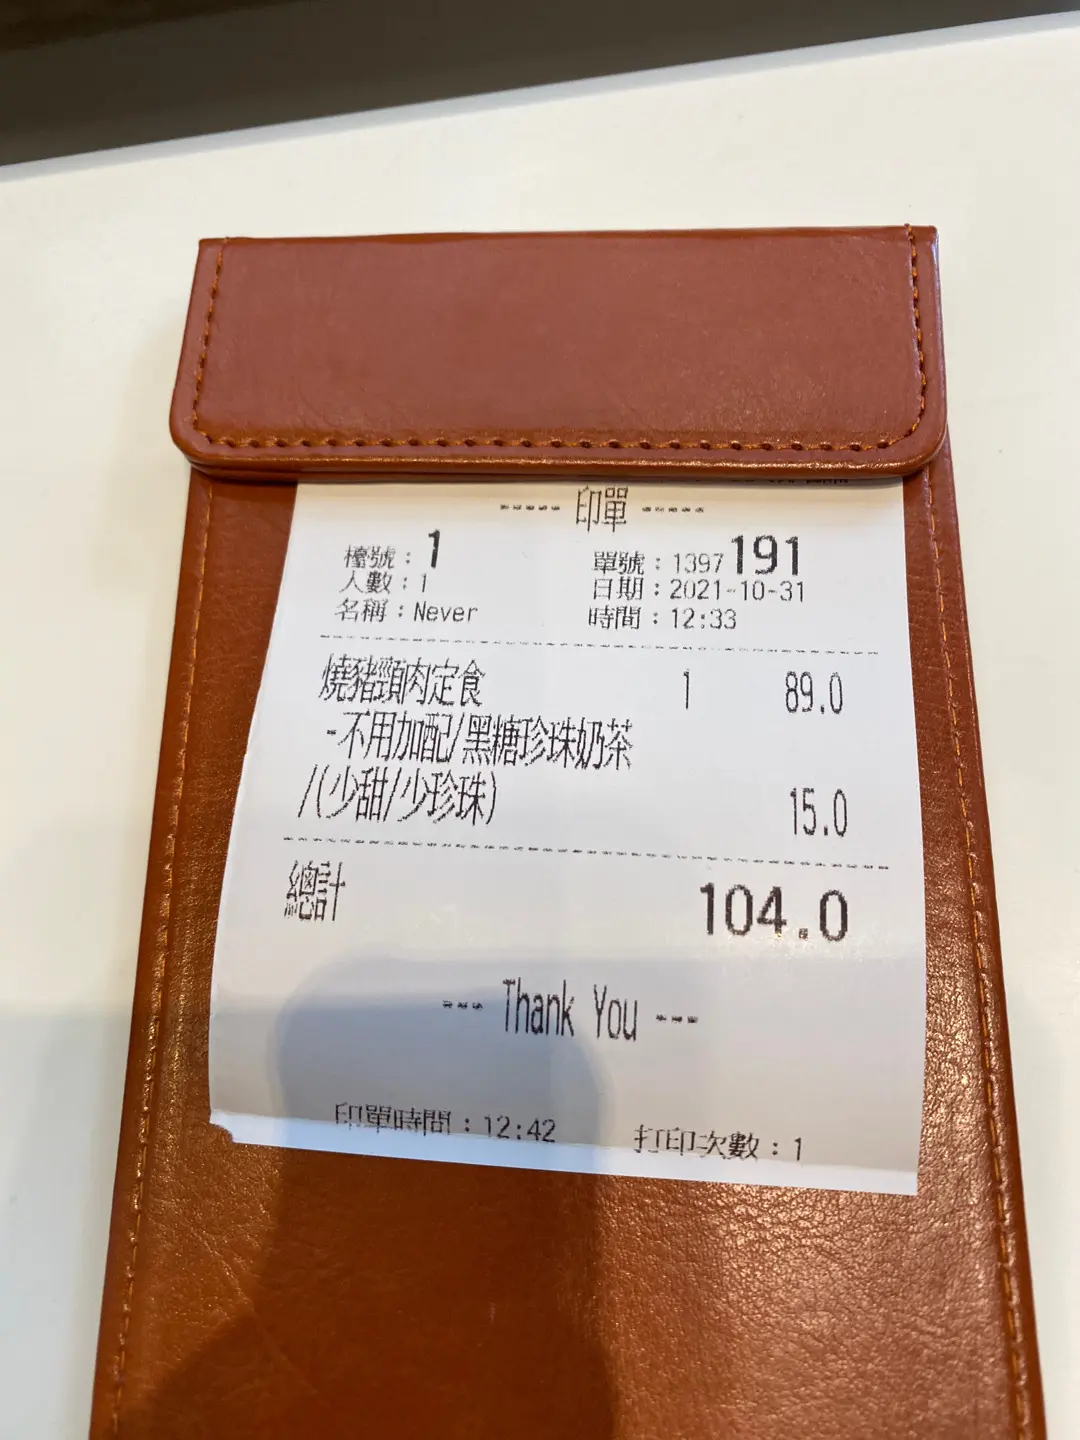 ----- 印單 -----
檯號：1 單號：1397191
人數：1 日期：2021-10-31
名稱：Never 時間：12:33
燒豬頸肉定食 1 89.0
-不用加配/黑糖珍珠奶茶
/(少甜/少珍珠) 15.0
總計 104.0
--- Thank You ---
印單時間：12:42 打印次數：1